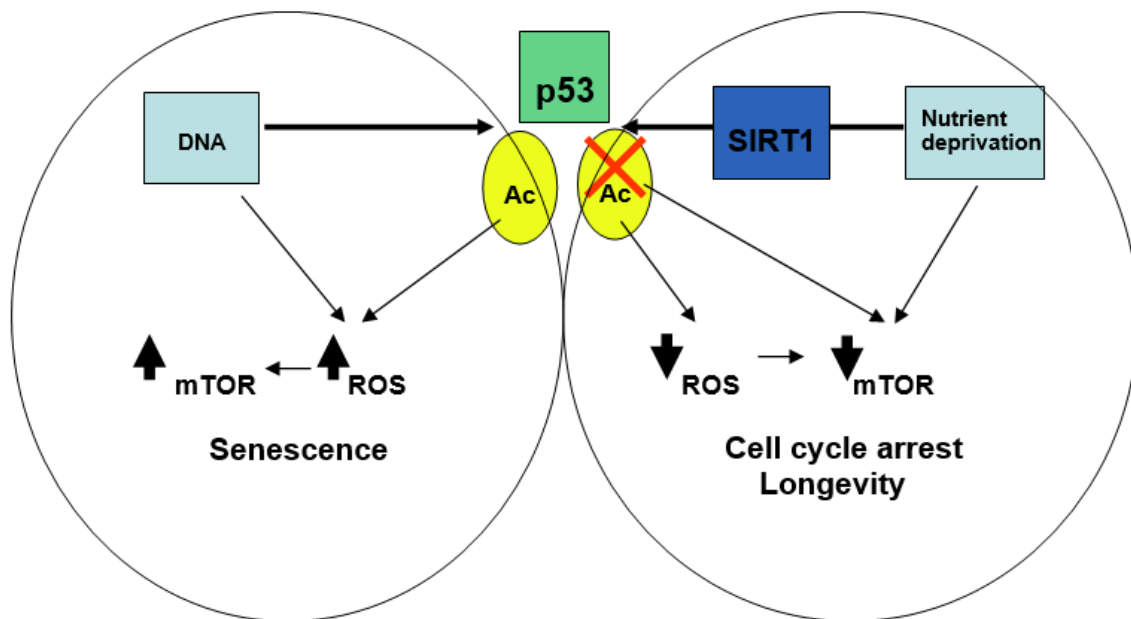 p53
DNA
Ac
Ac
SIRT1
Nutrient
deprivation
mTOR
ROS
ROS
mTOR
Senescence
Cell cycle arrest
Longevity